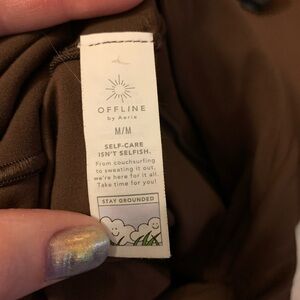 OFFLINE
by Aerie
M/M
SELF-CARE
ISN'T SELFISH.
From couchsurfing
to sweating it out,
we're here for it all.
Take time for you!
STAY GROUNDED